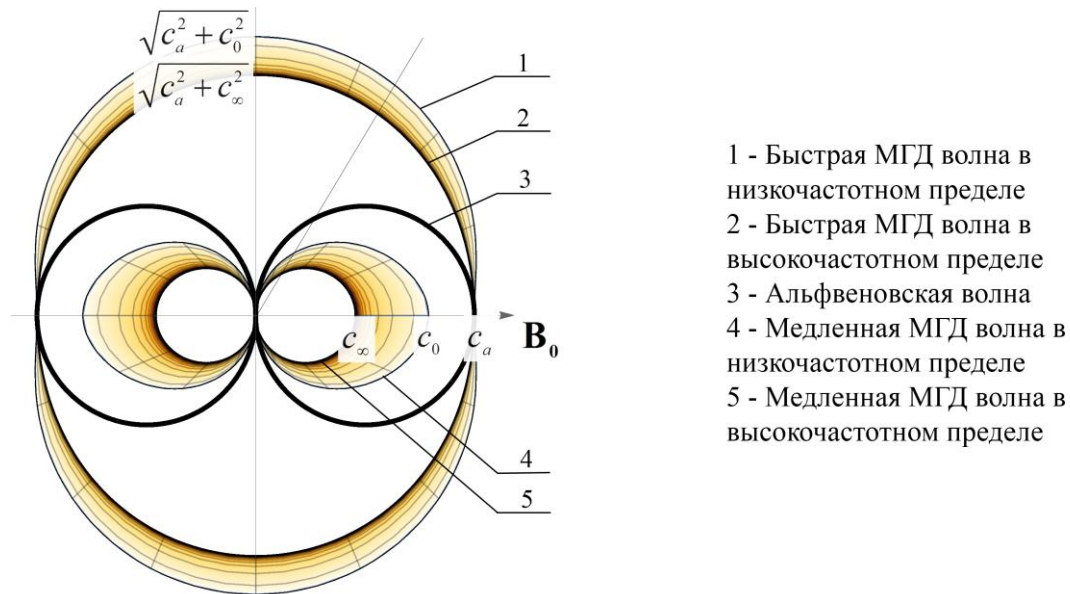 √(c_a^2 + c_0^2)
√(c_a^2 + c_∞^2)
1
2
3
c_∞ c_0 c_a B_0
4
5
1 - Быстрая МГД волна в
низкочастотном пределе
2 - Быстрая МГД волна в
высокочастотном пределе
3 - Альфвеновская волна
4 - Медленная МГД волна в
низкочастотном пределе
5 - Медленная МГД волна в
высокочастотном пределе